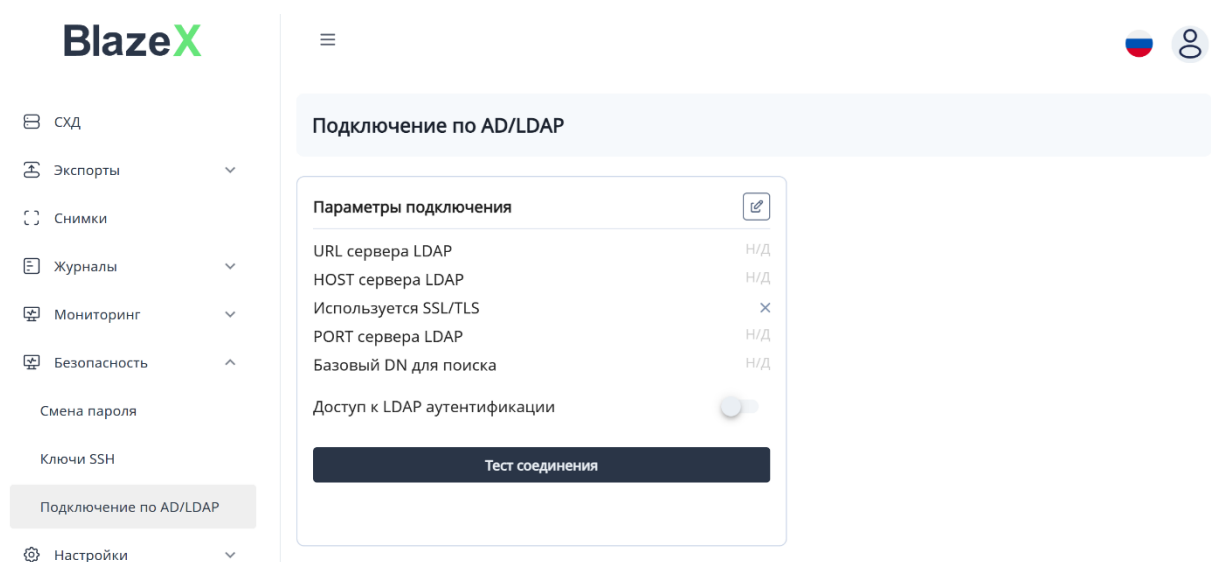 BlazeX
СХД
Экспорты
Снимки
Журналы
Мониторинг
Безопасность
Смена пароля
Ключи SSH
Подключение по AD/LDAP
Настройки
Подключение по AD/LDAP
Параметры подключения
URL сервера LDAP Н/Д
HOST сервера LDAP Н/Д
Используется SSL/TLS
PORT сервера LDAP Н/Д
Базовый DN для поиска Н/Д
Доступ к LDAP аутентификации
Тест соединения